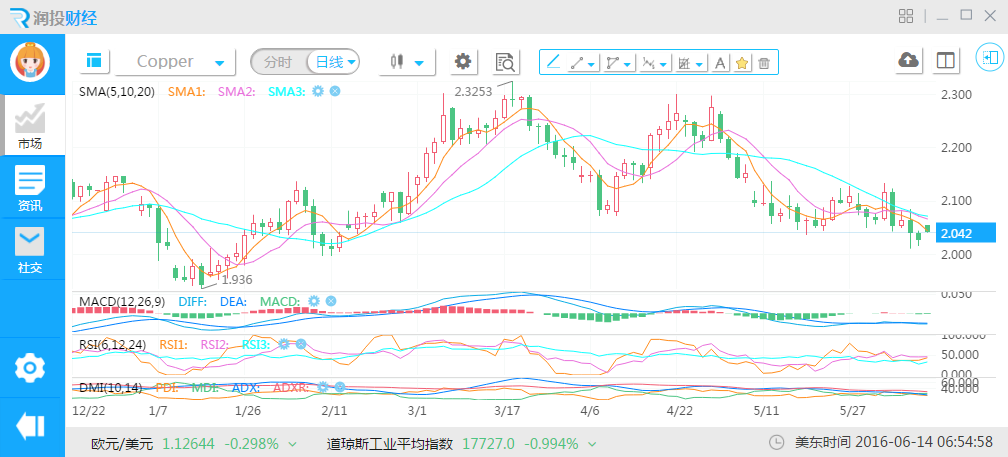 润投财经
Copper 分时 日线
市场
资讯
社交
SMA(5,10,20) SMA1: SMA2: SMA3:
2.3253
1.936
2.300
2.200
2.100
2.042
2.000
MACD(12,26,9) DIFF: DEA: MACD:
0.050
RSI(6,12,24) RSI1: RSI2: RSI3:
100.000
50.000
0.000
DMI(10,14) PDI: MDI: ADX: ADXR:
60.000
40.000
12/22 1/7 1/26 2/11 3/1 3/17 4/6 4/22 5/11 5/27
欧元/美元 1.12644 -0.298% 道琼斯工业平均指数 17727.0 -0.994% 美东时间 2016-06-14 06:54:58